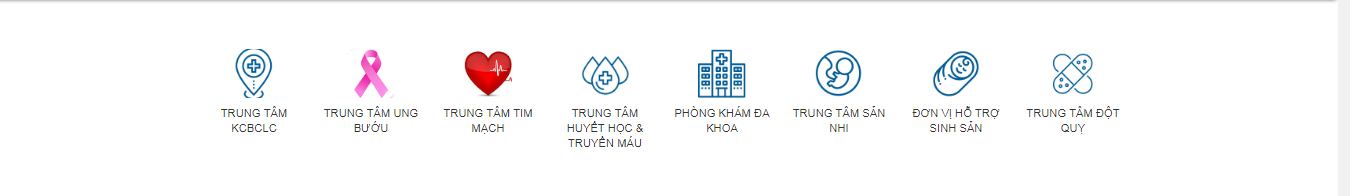 TRUNG TÂM
KCBCLC
TRUNG TÂM UNG
BƯỚU
TRUNG TÂM TIM
MẠCH
TRUNG TÂM
HUYẾT HỌC &
TRUYỀN MÁU
PHÒNG KHÁM ĐA
KHOA
TRUNG TÂM SẢN
NHI
ĐƠN VỊ HỖ TRỢ
SINH SẢN
TRUNG TÂM ĐỘT
QUỴ